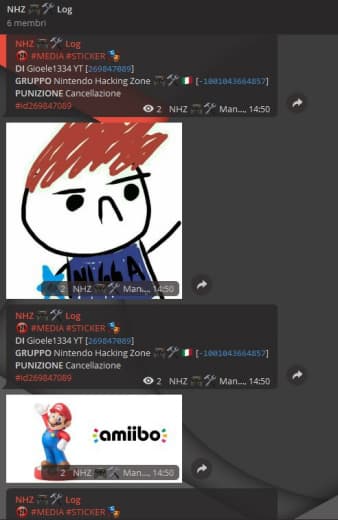 NHZ 🎮🛠 Log
6 membri
NHZ 🎮🛠 Log
🔞 #MEDIA #STICKER 🎭
DI Gioele1334 YT [269847089]
GRUPPO Nintendo Hacking Zone 🎮🛠🇮🇹 [-1001043664857]
PUNIZIONE Cancellazione
#id269847089
2 NHZ 🎮🛠 Man..., 14:50
NIGGA
2 NHZ 🎮🛠 Man..., 14:50
NHZ 🎮🛠 Log
🔞 #MEDIA #STICKER 🎭
DI Gioele1334 YT [269847089]
GRUPPO Nintendo Hacking Zone 🎮🛠🇮🇹 [-1001043664857]
PUNIZIONE Cancellazione
#id269847089
2 NHZ 🎮🛠 Man..., 14:50
amiibo
2 NHZ 🎮🛠 Man..., 14:50
NHZ 🎮🛠 Log
🔞 #MEDIA #STICKER 🎭